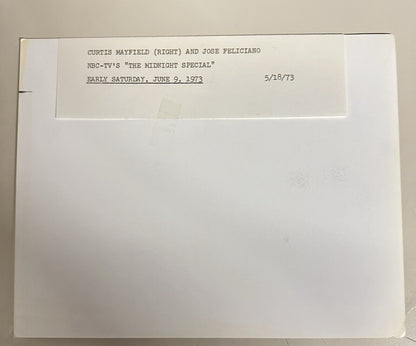 CURTIS MAYFIELD (RIGHT) AND JOSE FELICIANO
NBC-TV'S "THE MIDNIGHT SPECIAL"
EARLY SATURDAY, JUNE 9, 1973 5/18/73